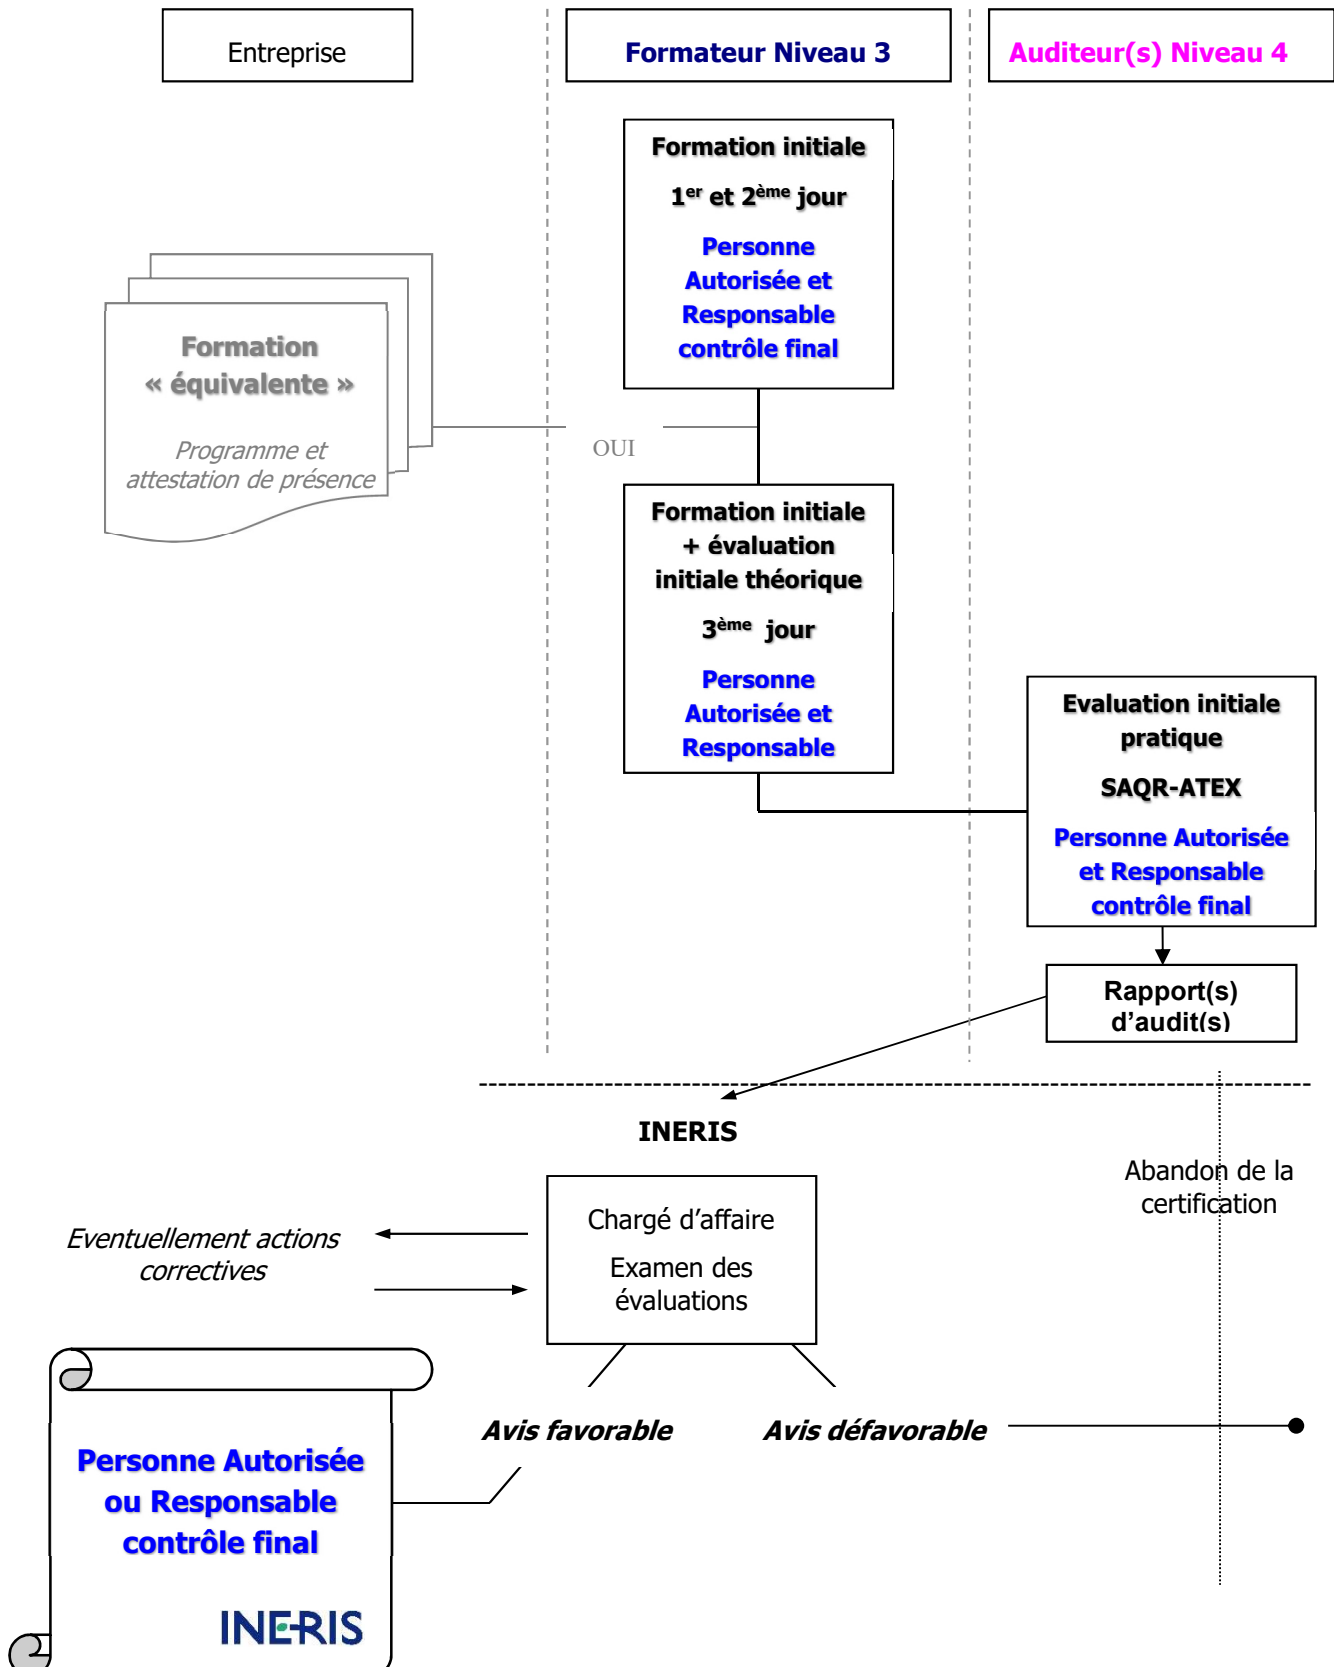 Entreprise
Formateur Niveau 3
Auditeur(s) Niveau 4
Formation initiale
1er et 2ème jour
Personne
Autorisée et
Responsable
contrôle final
Formation
« équivalente »
Programme et
attestation de présence
OUI
Formation initiale
+ évaluation
initiale théorique
3ème jour
Personne
Autorisée et
Responsable
Evaluation initiale
pratique
SAQR-ATEX
Personne Autorisée
et Responsable
contrôle final
Rapport(s)
d'audit(s)
INERIS
Abandon de la
certification
Chargé d'affaire
Examen des
évaluations
Eventuellement actions
correctives
Avis favorable
Avis défavorable
Personne Autorisée
ou Responsable
contrôle final
INERIS